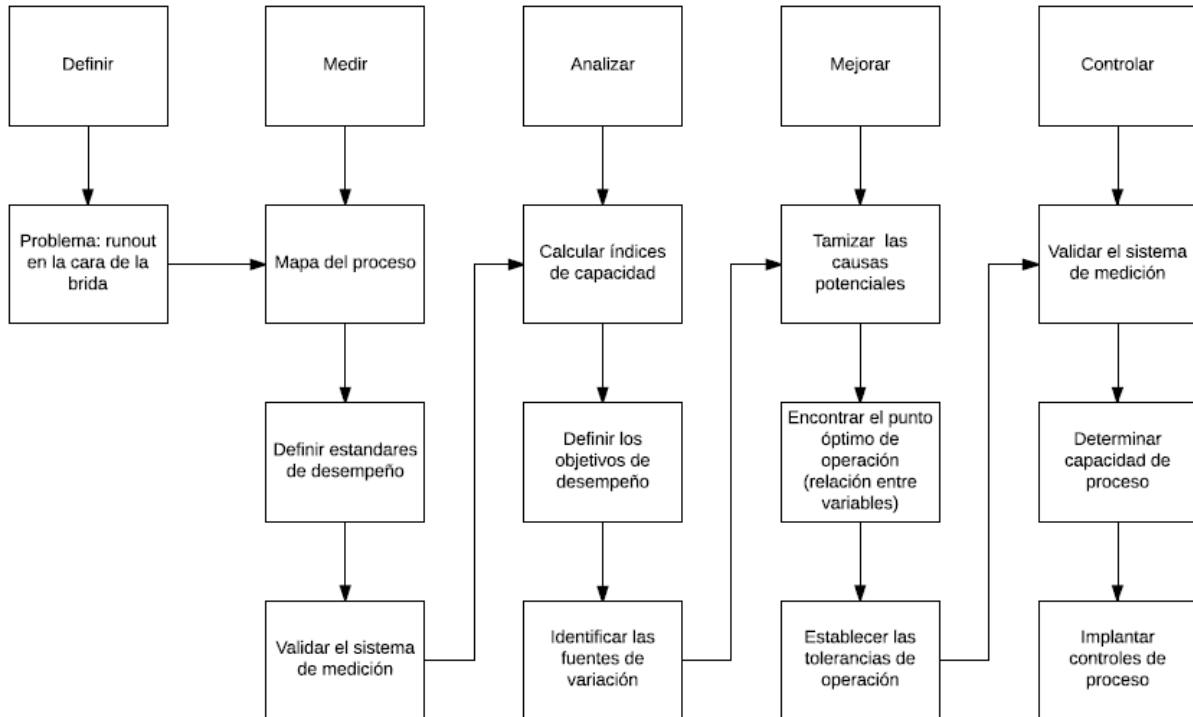 Definir
Medir
Analizar
Mejorar
Controlar
Problema: runout
en la cara de la
brida
Mapa del proceso
Calcular índices
de capacidad
Tamizar las
causas
potenciales
Validar el sistema
de medición
Definir estandares
de desempeño
Definir los
objetivos de
desempeño
Encontrar el punto
óptimo de
operación
(relación entre
variables)
Determinar
capacidad de
proceso
Validar el sistema
de medición
Identificar las
fuentes de
variación
Establecer las
tolerancias de
operación
Implantar
controles de
proceso